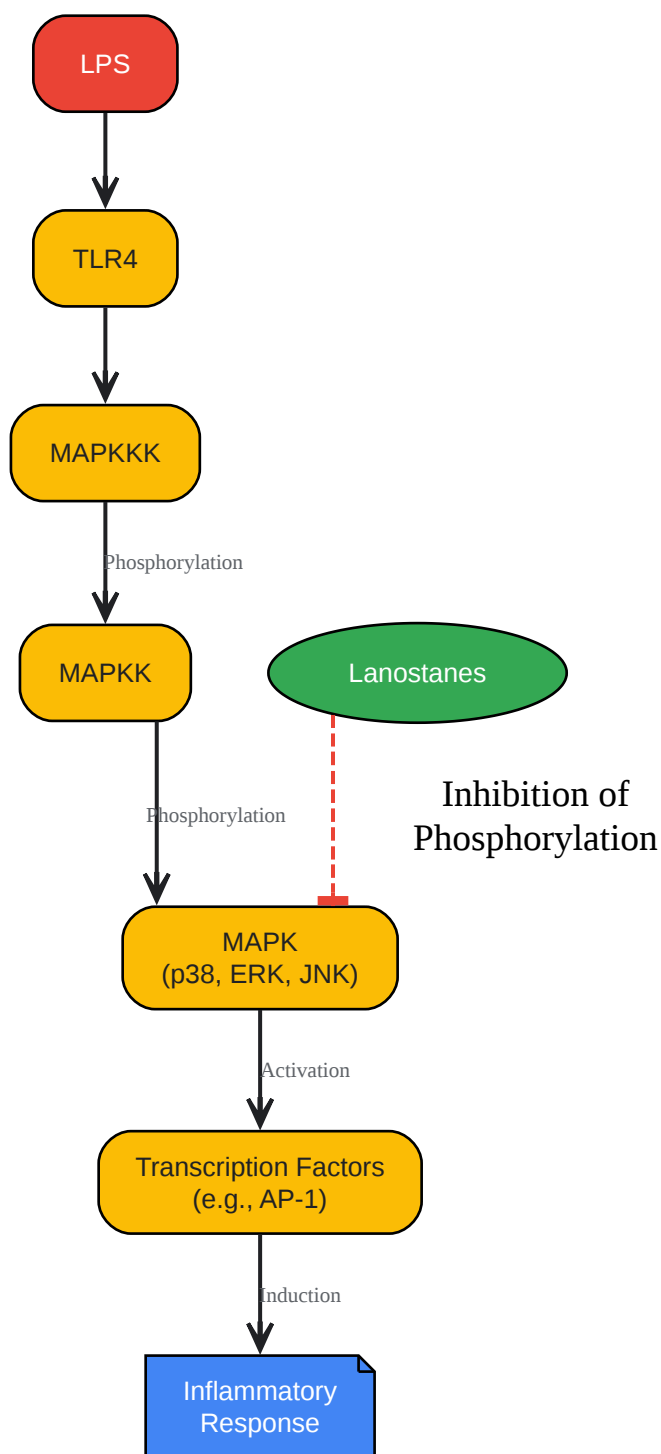 LPS
TLR4
MAPKKK
Phosphorylation
MAPKK
Lanostanes
Phosphorylation
Inhibition of
Phosphorylation
MAPK
(p38, ERK, JNK)
Activation
Transcription Factors
(e.g., AP-1)
Induction
Inflammatory
Response